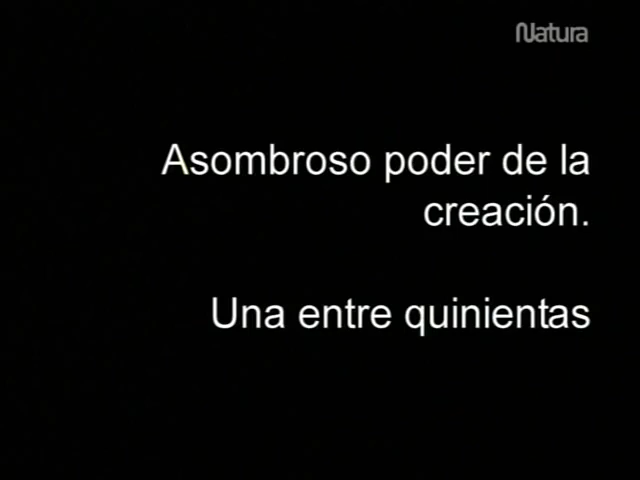 Natura
Asombroso poder de la
creación.
Una entre quinientas